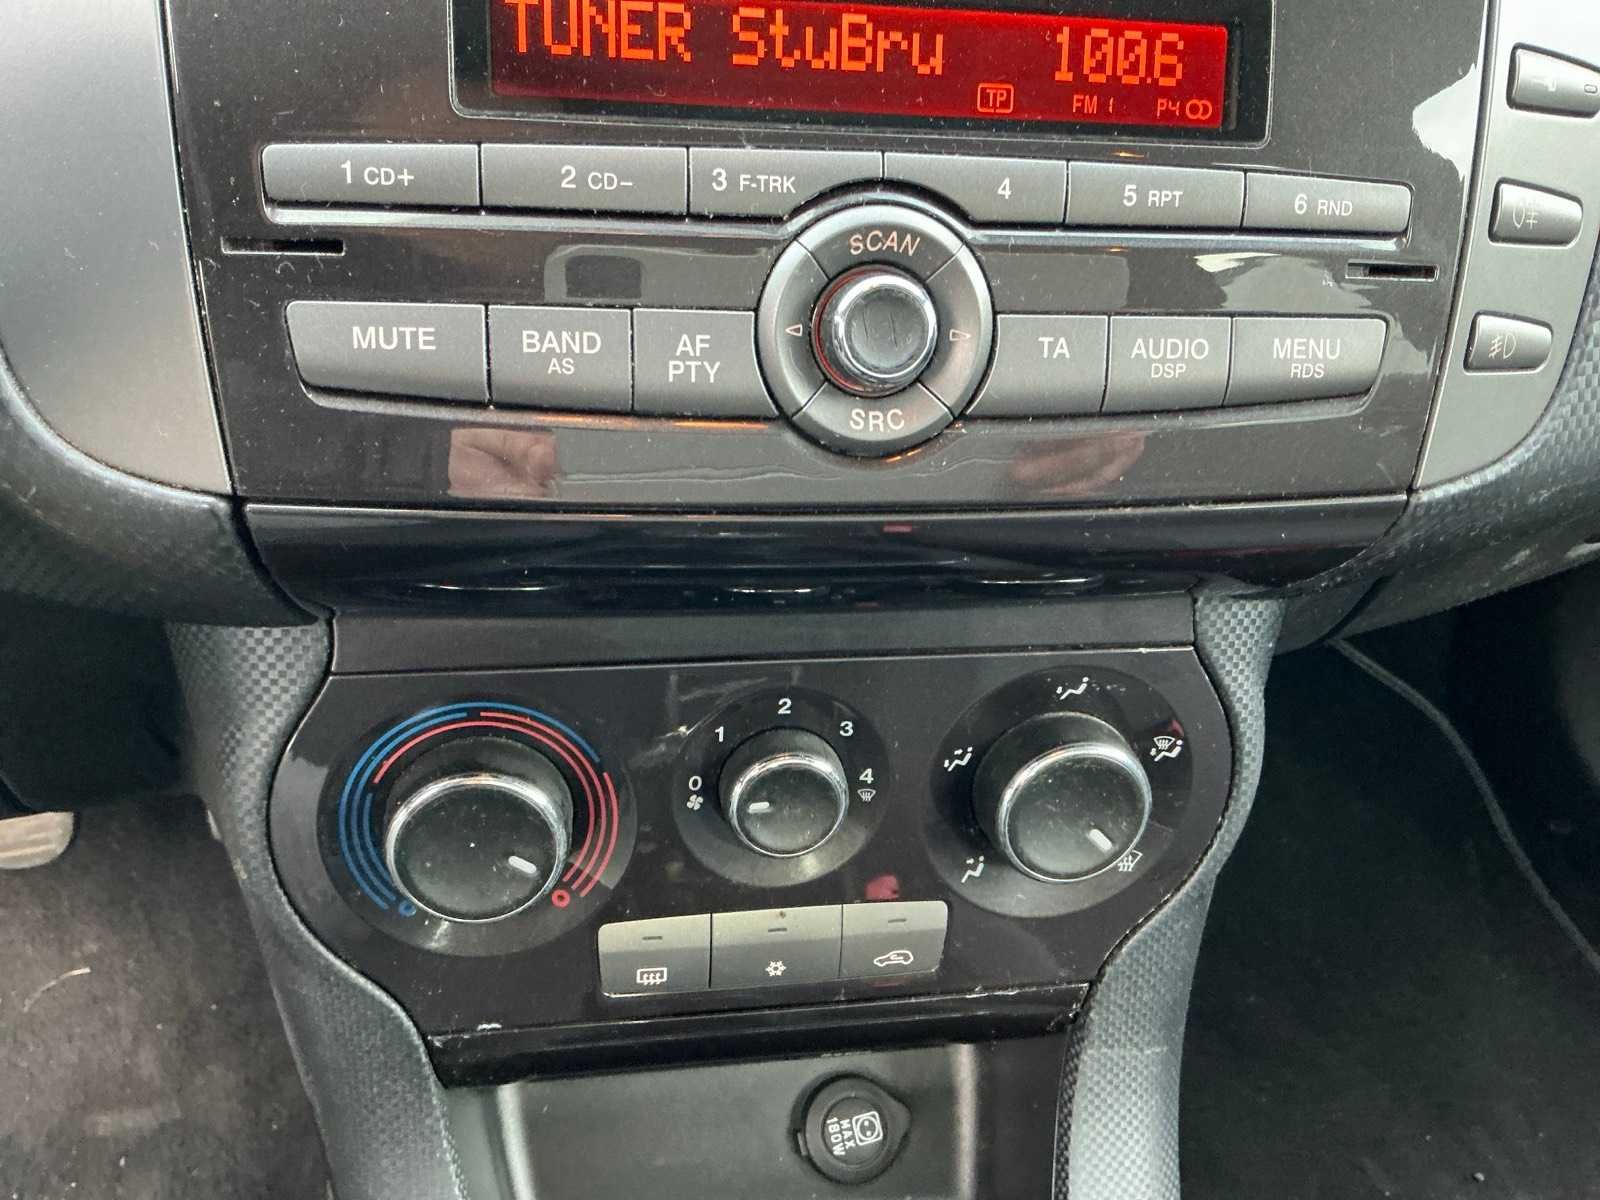 TUNER StuBru 100.6
TP FM 1 P4
1 CD+ 2 CD- 3 F-TRK 4 5 RPT 6 RND
SCAN
MUTE BAND AF TA AUDIO MENU
AS PTY DSP RDS
SRC
0 1 2 3 4
MAX
180W